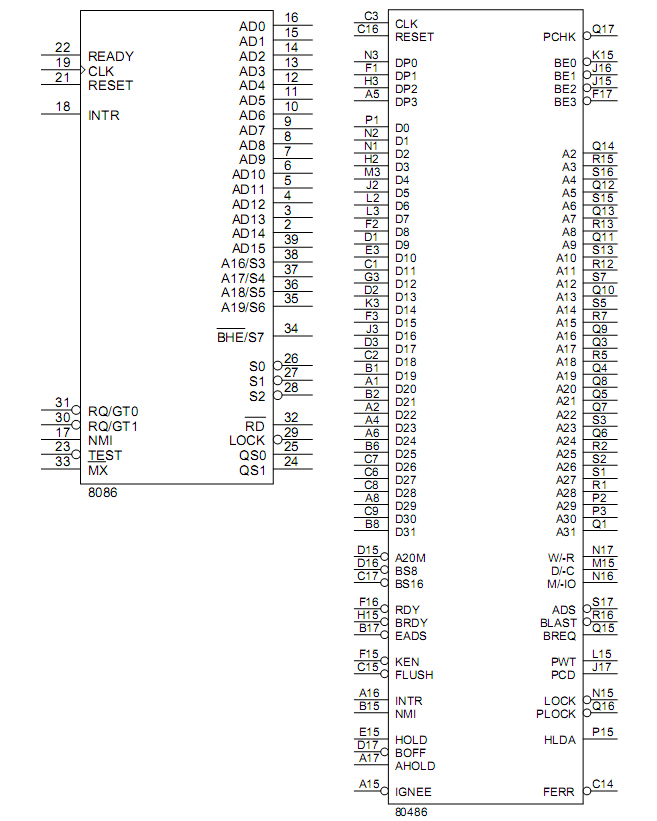 22 READY
19 CLK
21 RESET
18 INTR
31 RQ/GT0
30 RQ/GT1
17 NMI
23 TEST
33 MX
AD0 16
AD1 15
AD2 14
AD3 13
AD4 12
AD5 11
AD6 10
AD7 9
AD8 8
AD9 7
AD10 6
AD11 5
AD12 4
AD13 3
AD14 2
AD15 39
A16/S3 38
A17/S4 37
A18/S5 36
A19/S6 35
BHE/S7 34
S0 26
S1 27
S2 28
RD 32
LOCK 29
QS0 25
QS1 24
8086
C3 CLK
C16 RESET
N3 DP0
F1 DP1
H3 DP2
A5 DP3
P1 D0
N2 D1
N1 D2
H2 D3
M3 D4
J2 D5
L2 D6
L3 D7
F2 D8
D1 D9
E3 D10
C1 D11
G3 D12
D2 D13
K3 D14
F3 D15
J3 D16
D3 D17
C2 D18
B1 D19
A1 D20
B2 D21
A2 D22
A4 D23
A6 D24
B6 D25
C7 D26
C6 D27
C8 D28
A8 D29
C9 D30
B8 D31
D15 A20M
D16 BS8
C17 BS16
F16 RDY
H15 BRDY
B17 EADS
F15 KEN
C15 FLUSH
A16 INTR
B15 NMI
E15 HOLD
D17 BOFF
A17 AHOLD
A15 IGNEE
PCHK Q17
BE0 K15
BE1 J16
BE2 J15
BE3 F17
A2 Q14
A3 R15
A4 S16
A5 Q12
A6 S15
A7 Q13
A8 R13
A9 Q11
A10 S13
A11 R12
A12 S7
A13 Q10
A14 S5
A15 R7
A16 Q9
A17 Q3
A18 R5
A19 Q4
A20 Q8
A21 Q5
A22 Q7
A23 S3
A24 Q6
A25 R2
A26 S2
A27 S1
A28 R1
A29 P2
A30 P3
A31 Q1
W/-R N17
D/-C M15
M/-IO N16
ADS S17
BLAST R16
BREQ Q15
PWT L15
PCD J17
LOCK N15
PLOCK Q16
HLDA P15
FERR C14
80486